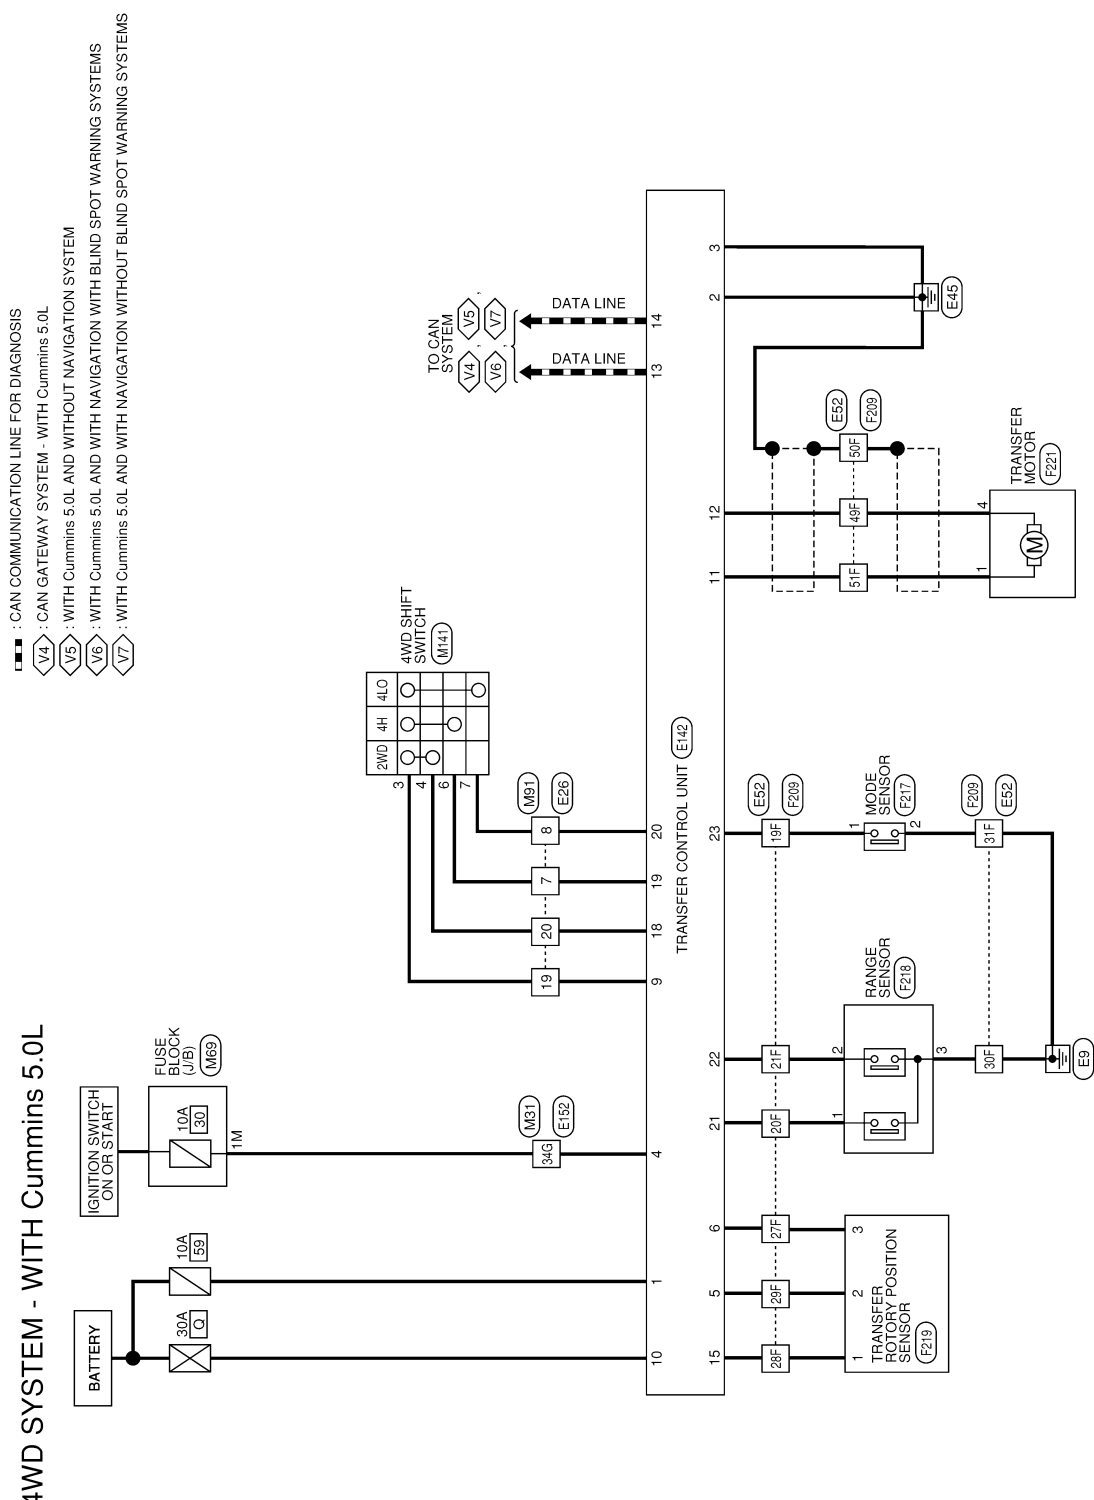 4WD SYSTEM - WITH Cummins 5.0L
: CAN COMMUNICATION LINE FOR DIAGNOSIS
V4 : CAN GATEWAY SYSTEM - WITH Cummins 5.0L
V5 : WITH Cummins 5.0L AND WITHOUT NAVIGATION SYSTEM
V6 : WITH Cummins 5.0L AND WITH NAVIGATION WITH BLIND SPOT WARNING SYSTEMS
V7 : WITH Cummins 5.0L AND WITH NAVIGATION WITHOUT BLIND SPOT WARNING SYSTEMS
BATTERY
30A
Q
10A
59
IGNITION SWITCH
ON OR START
10A
30
FUSE
BLOCK
(J/B)
M69
1M
34G
M31
E152
4WD SHIFT
SWITCH
M141
2WD
4H
4LO
3
4
6
7
19
20
7
8
M91
E26
TO CAN
SYSTEM
V4
,
V5
,
V6
,
V7
DATA LINE
DATA LINE
10
1
4
9
18
19
20
13
14
TRANSFER CONTROL UNIT
E142
15
5
6
21
22
23
11
12
2
3
28F
29F
27F
20F
21F
19F
E52
F209
1
2
3
TRANSFER
ROTORY POSITION
SENSOR
F219
1
2
3
RANGE
SENSOR
F218
1
2
MODE
SENSOR
F217
30F
31F
F209
E52
E9
51F
49F
50F
E52
F209
1
4
M
TRANSFER
MOTOR
F221
E45